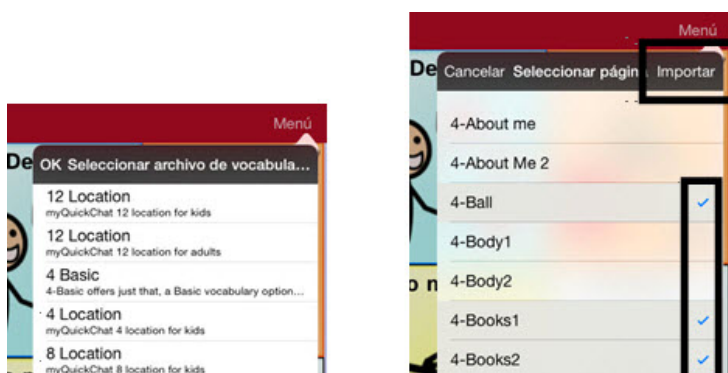 Menú
De
OK Seleccionar archivo de vocabula...
12 Location
myQuickChat 12 location for kids
12 Location
myQuickChat 12 location for adults
4 Basic
4-Basic offers just that, a Basic vocabulary option...
4 Location
myQuickChat 4 location for kids
8 Location
myQuickChat 8 location for kids
Menú
De
Cancelar Seleccionar págin Importar
4-About me
4-About Me 2
4-Ball
4-Body1
4-Body2
4-Books1
4-Books2